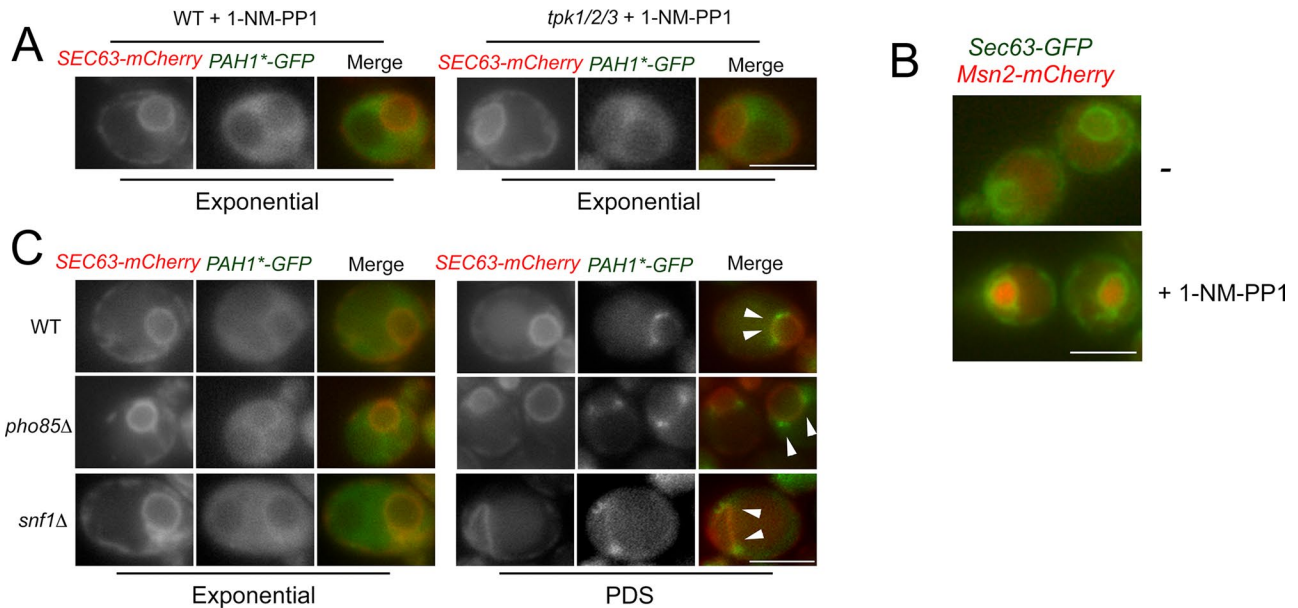 A
WT + 1-NM-PP1
SEC63-mCherry PAH1*-GFP Merge
Exponential
tpk1/2/3 + 1-NM-PP1
SEC63-mCherry PAH1*-GFP Merge
Exponential
B
Sec63-GFP
Msn2-mCherry
-
+ 1-NM-PP1
C
SEC63-mCherry PAH1*-GFP Merge
SEC63-mCherry PAH1*-GFP Merge
WT
pho85Δ
snf1Δ
Exponential
PDS